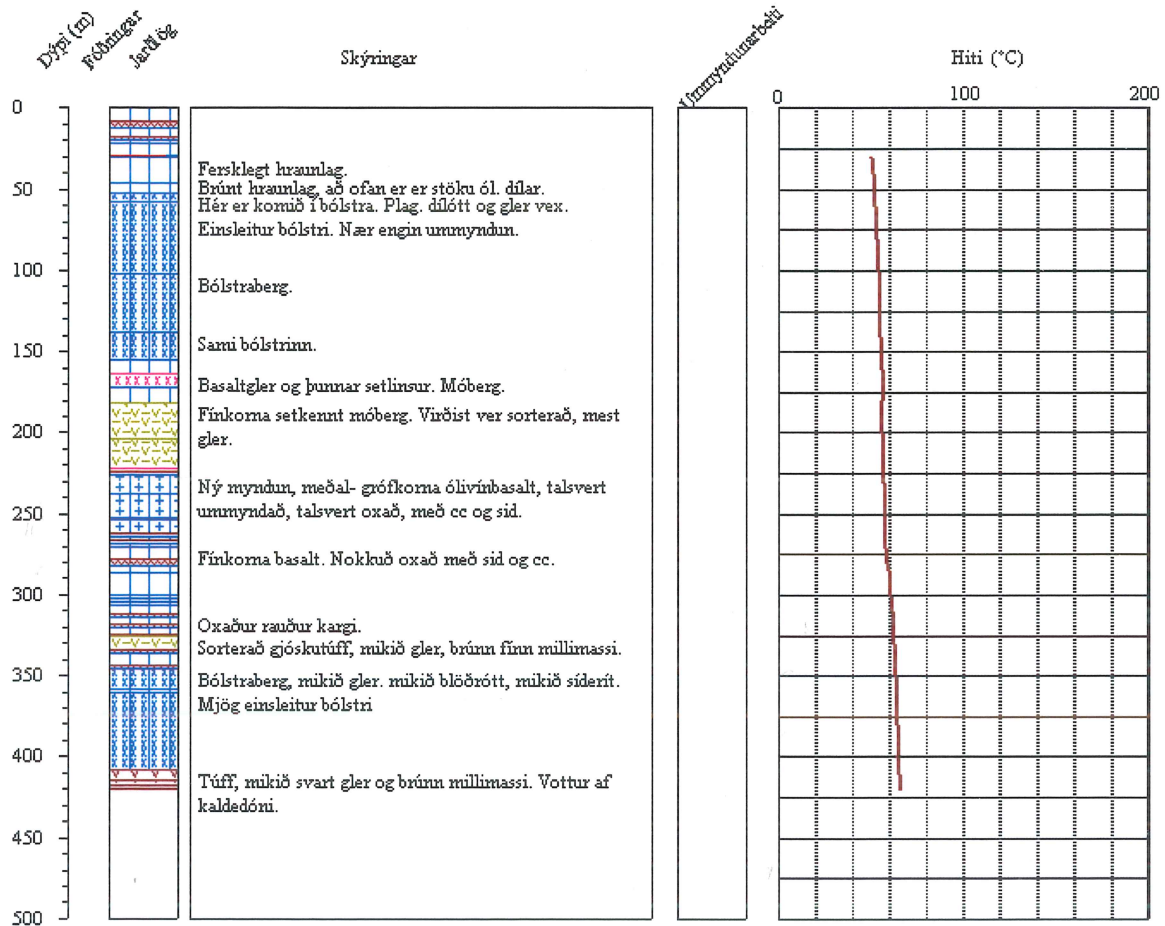 Dýpi (m)
Fóðringar
Jarðlög
Skýringar
Ummyndunarbelti
Hiti (°C)
0
100
200
0
50
100
150
200
250
300
350
400
450
500
Fersklegt hraunlag.
Brúnt hraunlag, að ofan er er stöku ól. dílar.
Hér er komið í bólstra. Plag. dílótt og gler vex.
Einsleitur bólstri. Nær engin ummyndun.
Bólstraberg.
Sami bólstrinn.
Basaltgler og þunnar setlinsur. Móberg.
Fínkorna setkennt móberg. Virðist ver sorterað, mest
gler.
Ný myndun, meðal- grófkorna ólivínbasalt, talsvert
ummyndað, talsvert oxað, með cc og sid.
Fínkorna basalt. Nokkuð oxað með sid og cc.
Oxaður rauður kargi.
Sorterað gjóskutúff, mikið gler, brúnn fínn millimassi.
Bólstraberg, mikið gler. mikið blöðrótt, mikið síderít.
Mjög einsleitur bólstri
Túff, mikið svart gler og brúnn millimassi. Vottur af
kaldedóni.